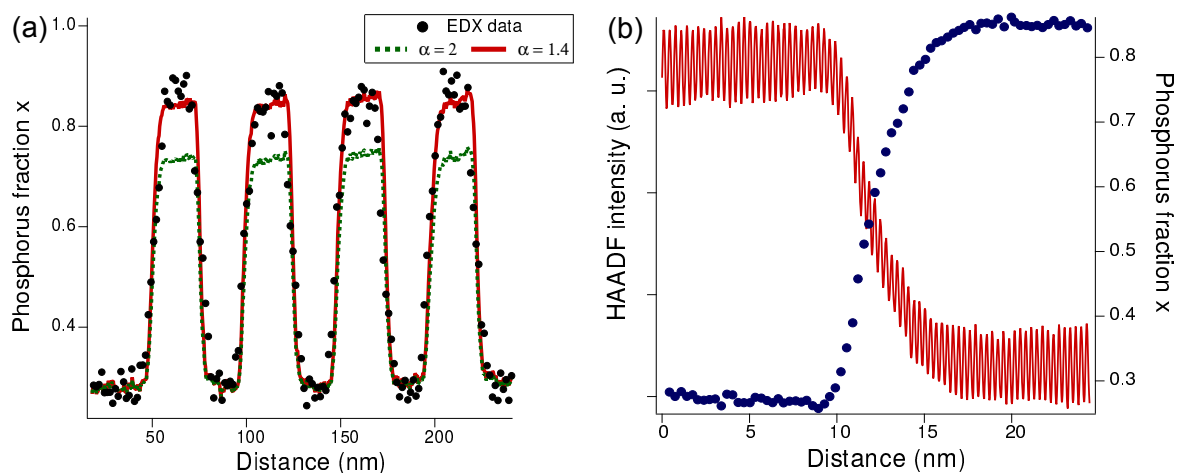 (a)
EDX data
α = 2 α = 1.4
Phosphorus fraction x
1.0
0.8
0.6
0.4
50 100 150 200
Distance (nm)
(b)
HAADF intensity (a. u.)
0.8
0.7
0.6
0.5
0.4
0.3
Phosphorus fraction x
0 5 10 15 20
Distance (nm)